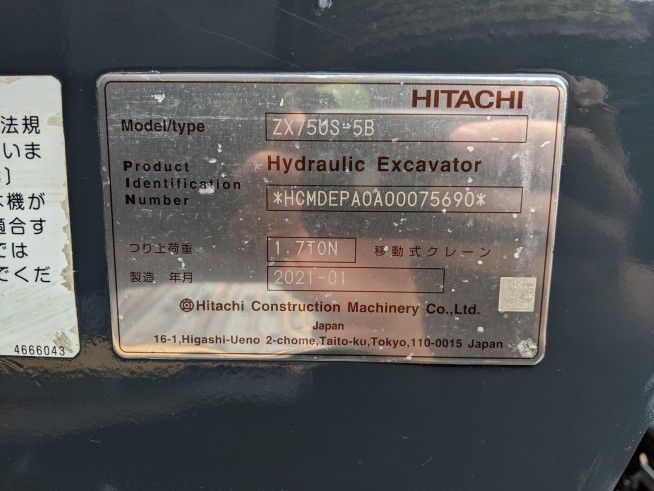 法規
いま
)
機が
適合す
では
でくだ
4666043
HITACHI
Model/type ZX75US-5B
Product Identification Number
Hydraulic Excavator
*HCMDEPA0A00075690*
つり上荷重 1.7TON 移動式クレーン
製造 年月 2021-01
Hitachi Construction Machinery Co.,Ltd.
Japan
16-1,Higashi-Ueno 2-chome,Taito-ku,Tokyo,110-0015 Japan